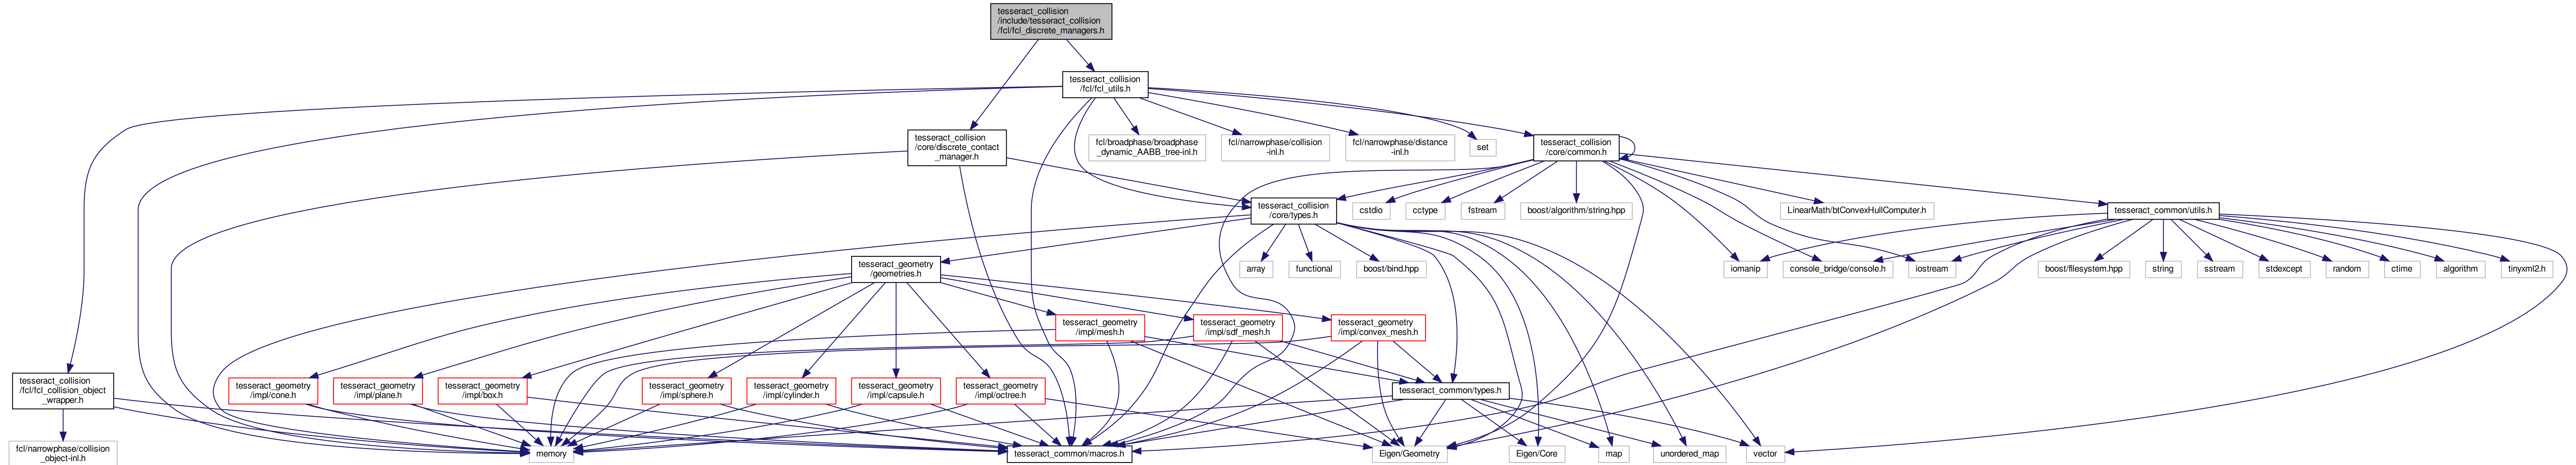 tesseract_collision
/include/tesseract_collision
/fcl/fcl_discrete_managers.h
tesseract_collision
/fcl/fcl_utils.h
tesseract_collision
/core/discrete_contact
_manager.h
fcl/broadphase/broadphase
_dynamic_AABB_tree-inl.h
fcl/narrowphase/collision
-inl.h
fcl/narrowphase/distance
-inl.h
set
tesseract_collision
/core/common.h
tesseract_collision
/core/types.h
cstdio
cctype
fstream
boost/algorithm/string.hpp
LinearMath/btConvexHullComputer.h
tesseract_common/utils.h
tesseract_geometry
/geometries.h
array
functional
boost/bind.hpp
iomanip
console_bridge/console.h
iostream
boost/filesystem.hpp
string
sstream
stdexcept
random
ctime
algorithm
tinyxml2.h
tesseract_geometry
/impl/mesh.h
tesseract_geometry
/impl/sdf_mesh.h
tesseract_geometry
/impl/convex_mesh.h
tesseract_collision
/fcl/fcl_collision_object
_wrapper.h
tesseract_geometry
/impl/cone.h
tesseract_geometry
/impl/plane.h
tesseract_geometry
/impl/box.h
tesseract_geometry
/impl/sphere.h
tesseract_geometry
/impl/cylinder.h
tesseract_geometry
/impl/capsule.h
tesseract_geometry
/impl/octree.h
tesseract_common/types.h
fcl/narrowphase/collision
_object-inl.h
memory
tesseract_common/macros.h
Eigen/Geometry
Eigen/Core
map
unordered_map
vector